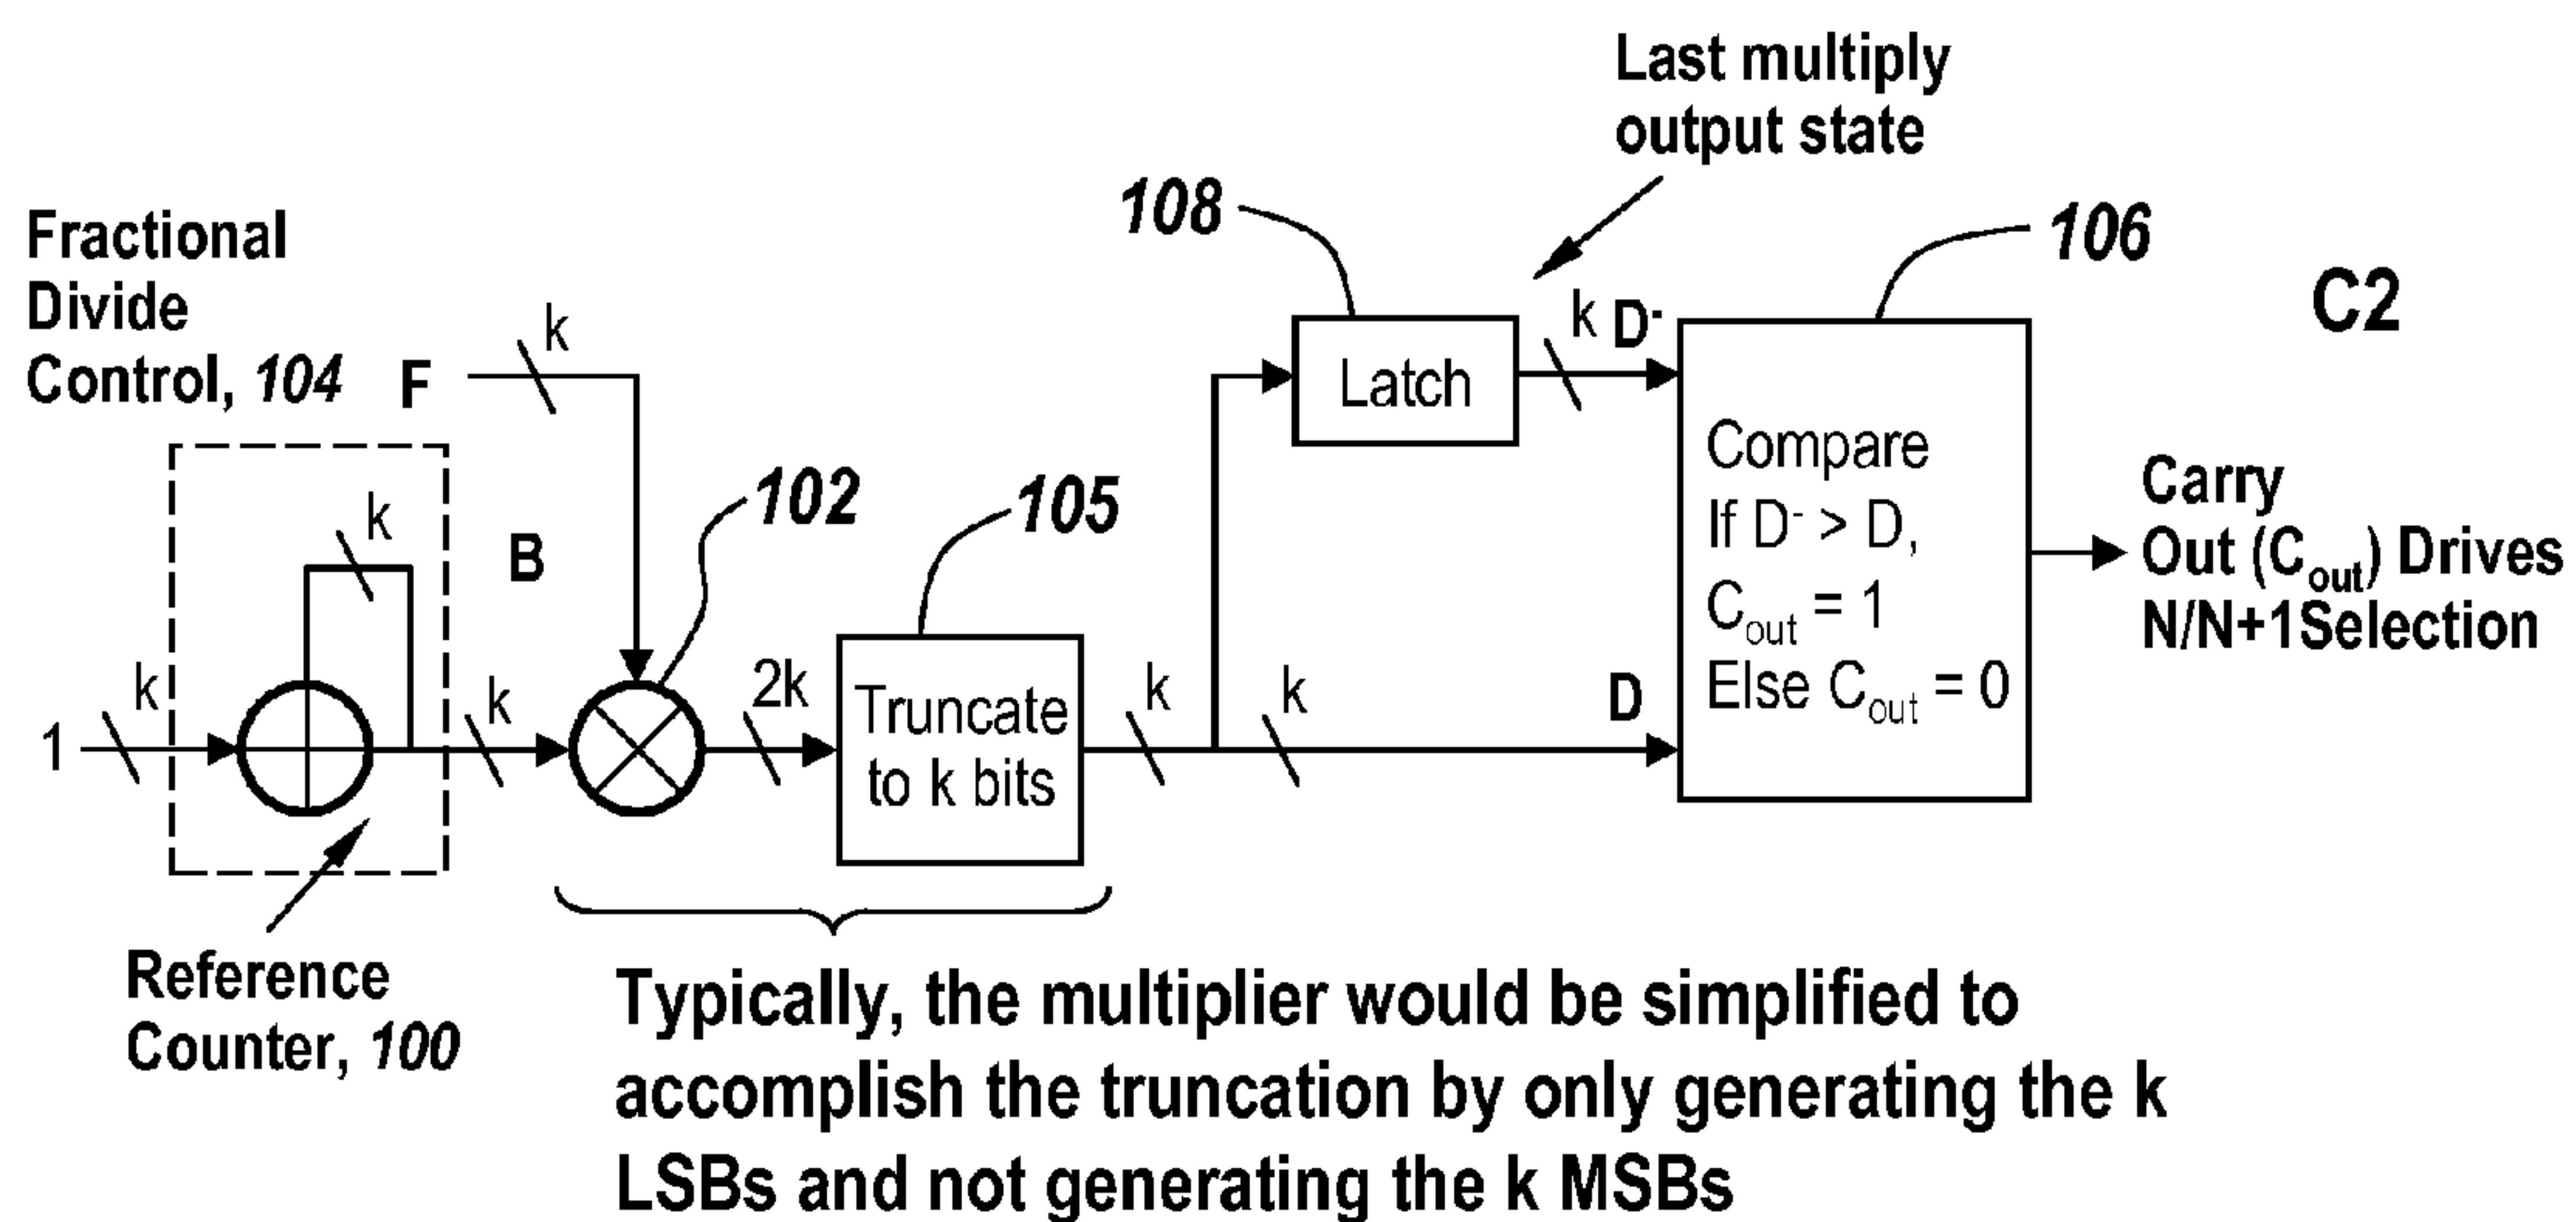 Last multiply
output state
108
106
C2
Fractional
Divide
Control, 104
F
k
k
D-
Latch
Compare
If D- > D,
Cout = 1
Else Cout = 0
Carry
Out (Cout) Drives
N/N+1Selection
k
B
102
105
1
k
k
2k
Truncate
to k bits
k
k
D
Reference
Counter, 100
Typically, the multiplier would be simplified to
accomplish the truncation by only generating the k
LSBs and not generating the k MSBs